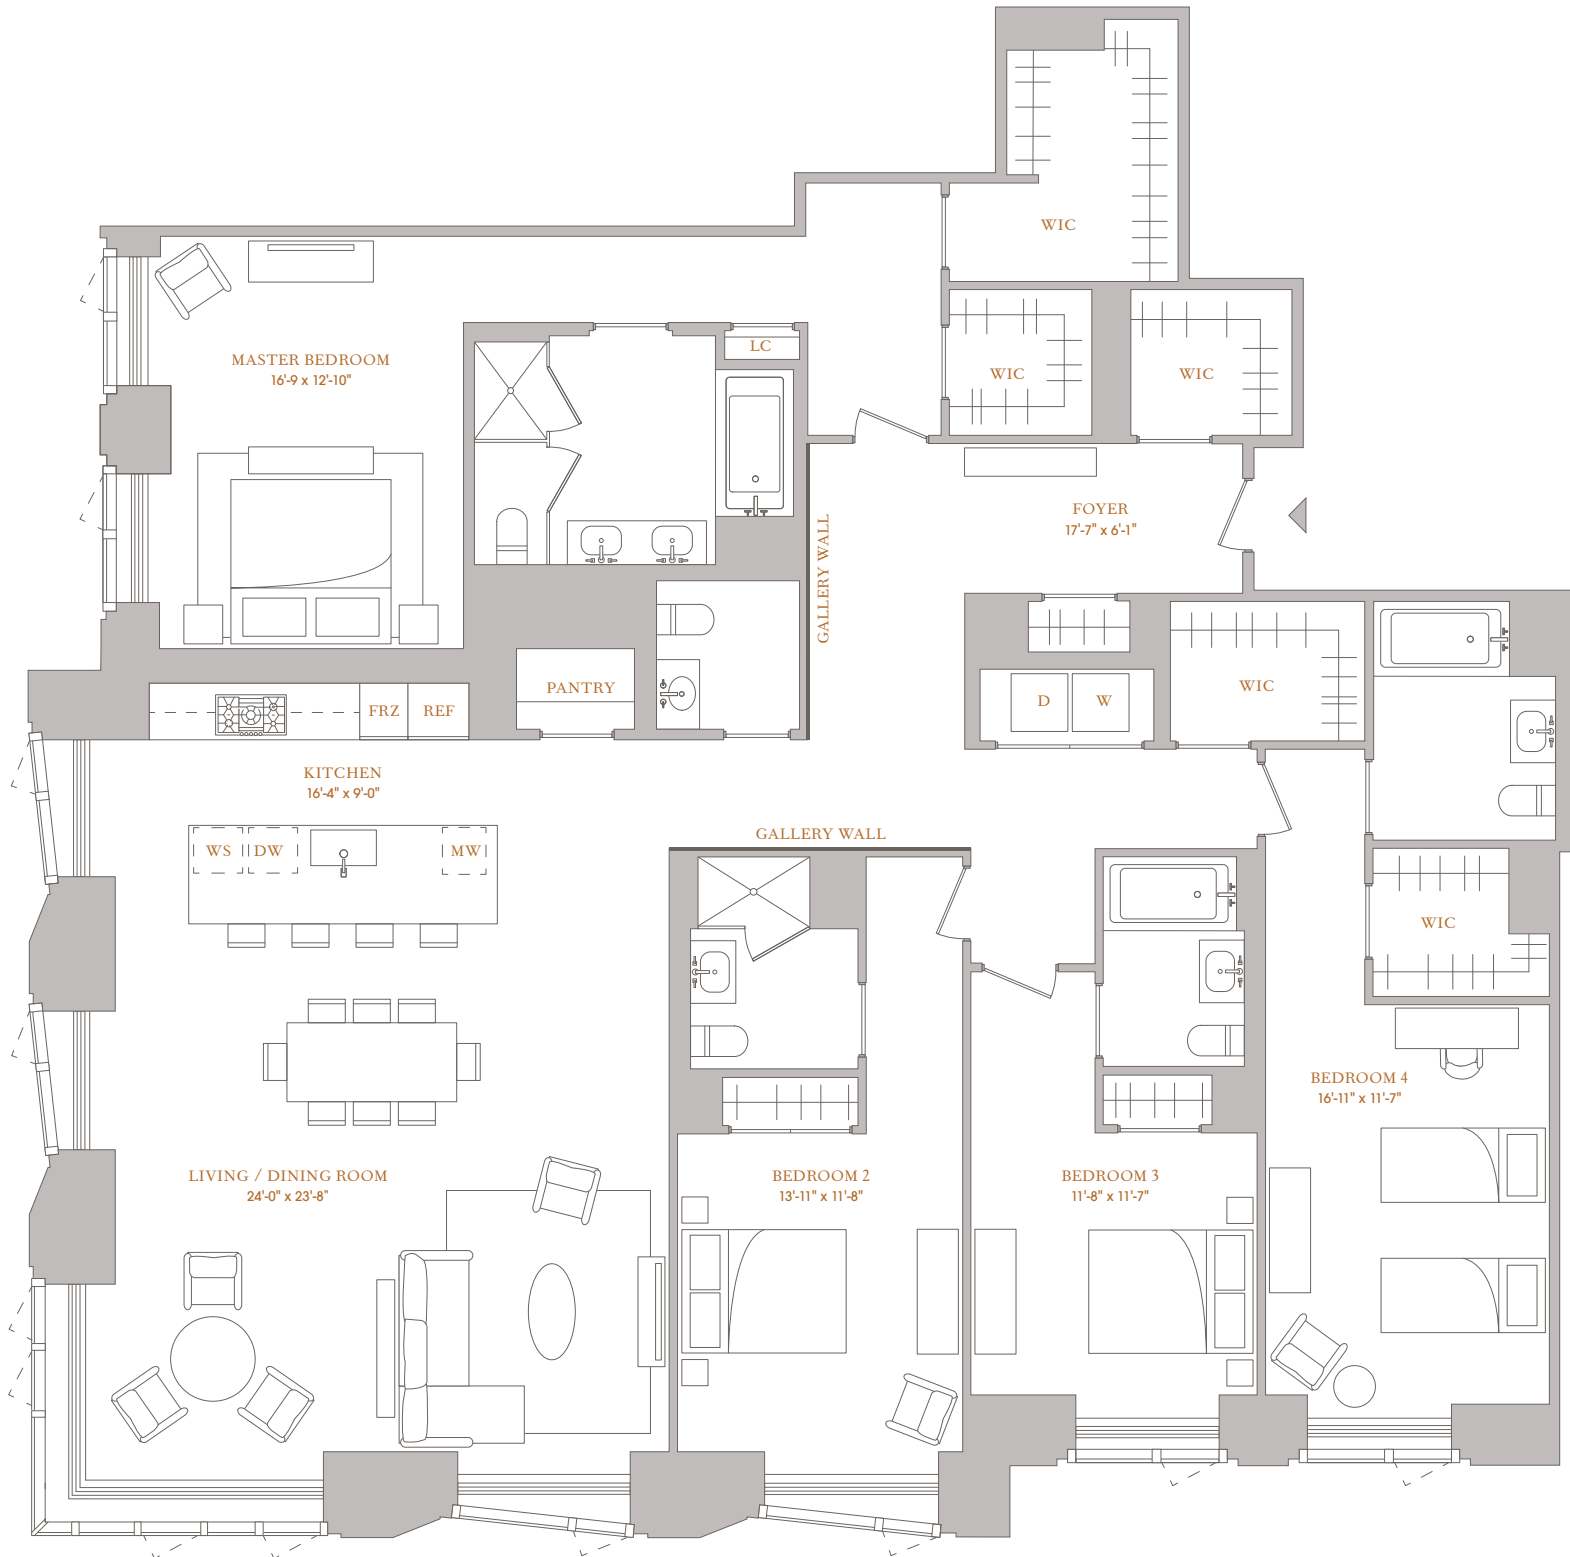 WIC
LC
MASTER BEDROOM
16'-9 x 12'-10"
WIC
WIC
FOYER
17'-7" x 6'-1"
GALLERY WALL
PANTRY
FRZ
REF
D
W
WIC
KITCHEN
16'-4" x 9'-0"
GALLERY WALL
WS
DW
MW
WIC
BEDROOM 4
16'-11" x 11'-7"
LIVING / DINING ROOM
24'-0" x 23'-8"
BEDROOM 2
13'-11" x 11'-8"
BEDROOM 3
11'-8" x 11'-7"